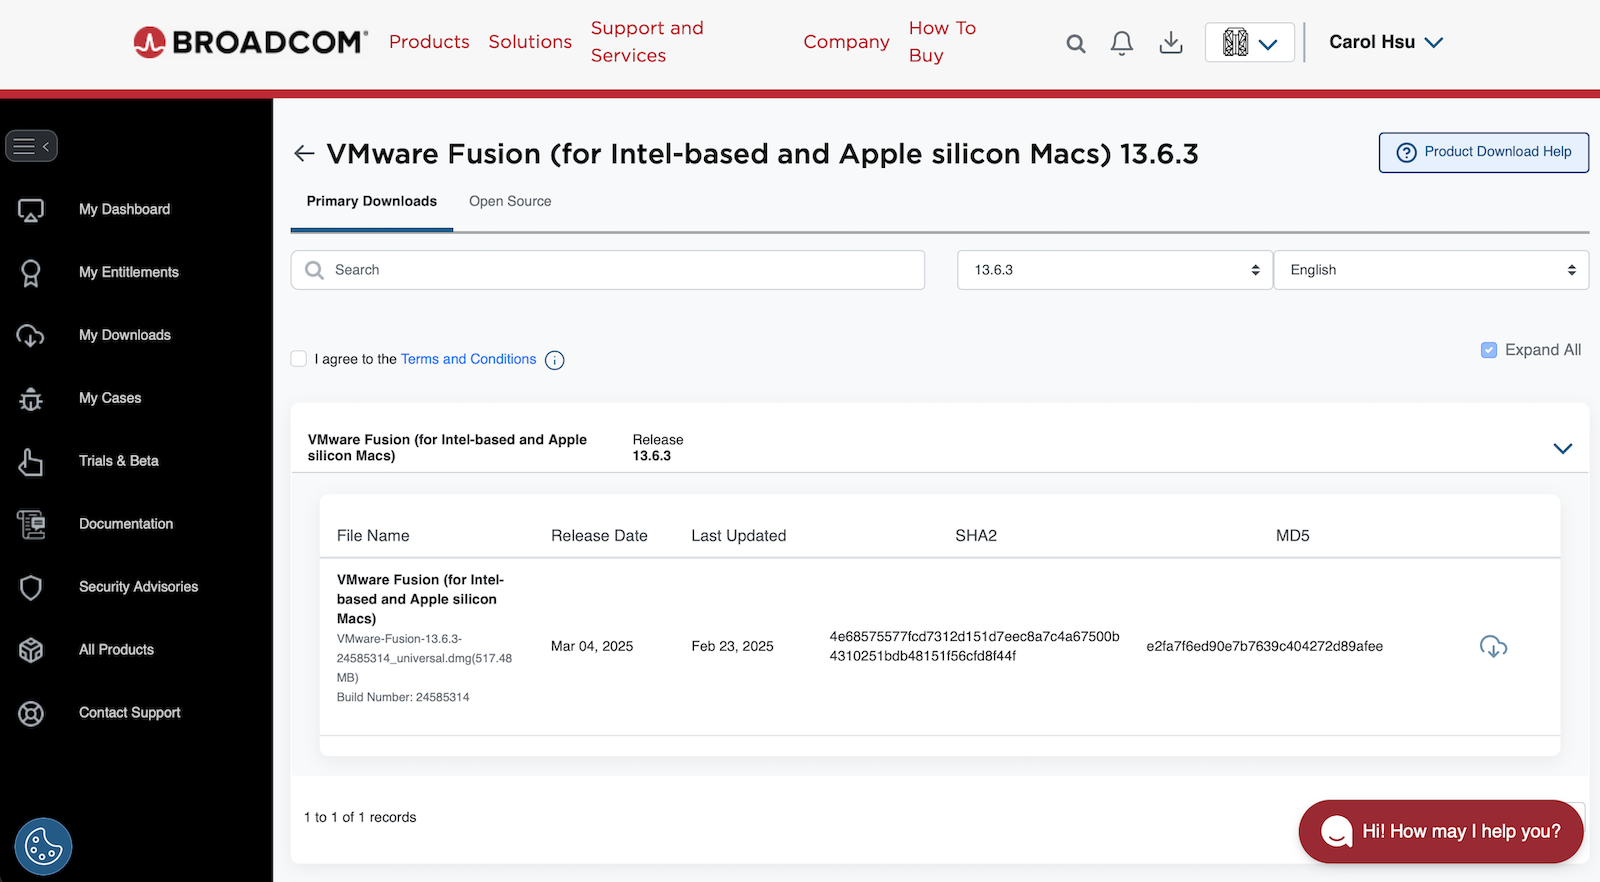 BROADCOM®
Products
Solutions
Support and
Services
Company
How To
Buy
Carol Hsu
My Dashboard
My Entitlements
My Downloads
My Cases
Trials & Beta
Documentation
Security Advisories
All Products
Contact Support
VMware Fusion (for Intel-based and Apple silicon Macs) 13.6.3
Product Download Help
Primary Downloads
Open Source
Search
13.6.3
English
I agree to the Terms and Conditions
Expand All
VMware Fusion (for Intel-based and Apple
silicon Macs)
Release
13.6.3
File Name
Release Date
Last Updated
SHA2
MD5
VMware Fusion (for Intel-
based and Apple silicon
Macs)
VMware-Fusion-13.6.3-
24585314_universal.dmg(517.48
MB)
Build Number: 24585314
Mar 04, 2025
Feb 23, 2025
4e68575577fcd7312d151d7eec8a7c4a67500b
4310251bdb48151f56cfd8f44f
e2fa7f6ed90e7b7639c404272d89afee
1 to 1 of 1 records
Hi! How may I help you?